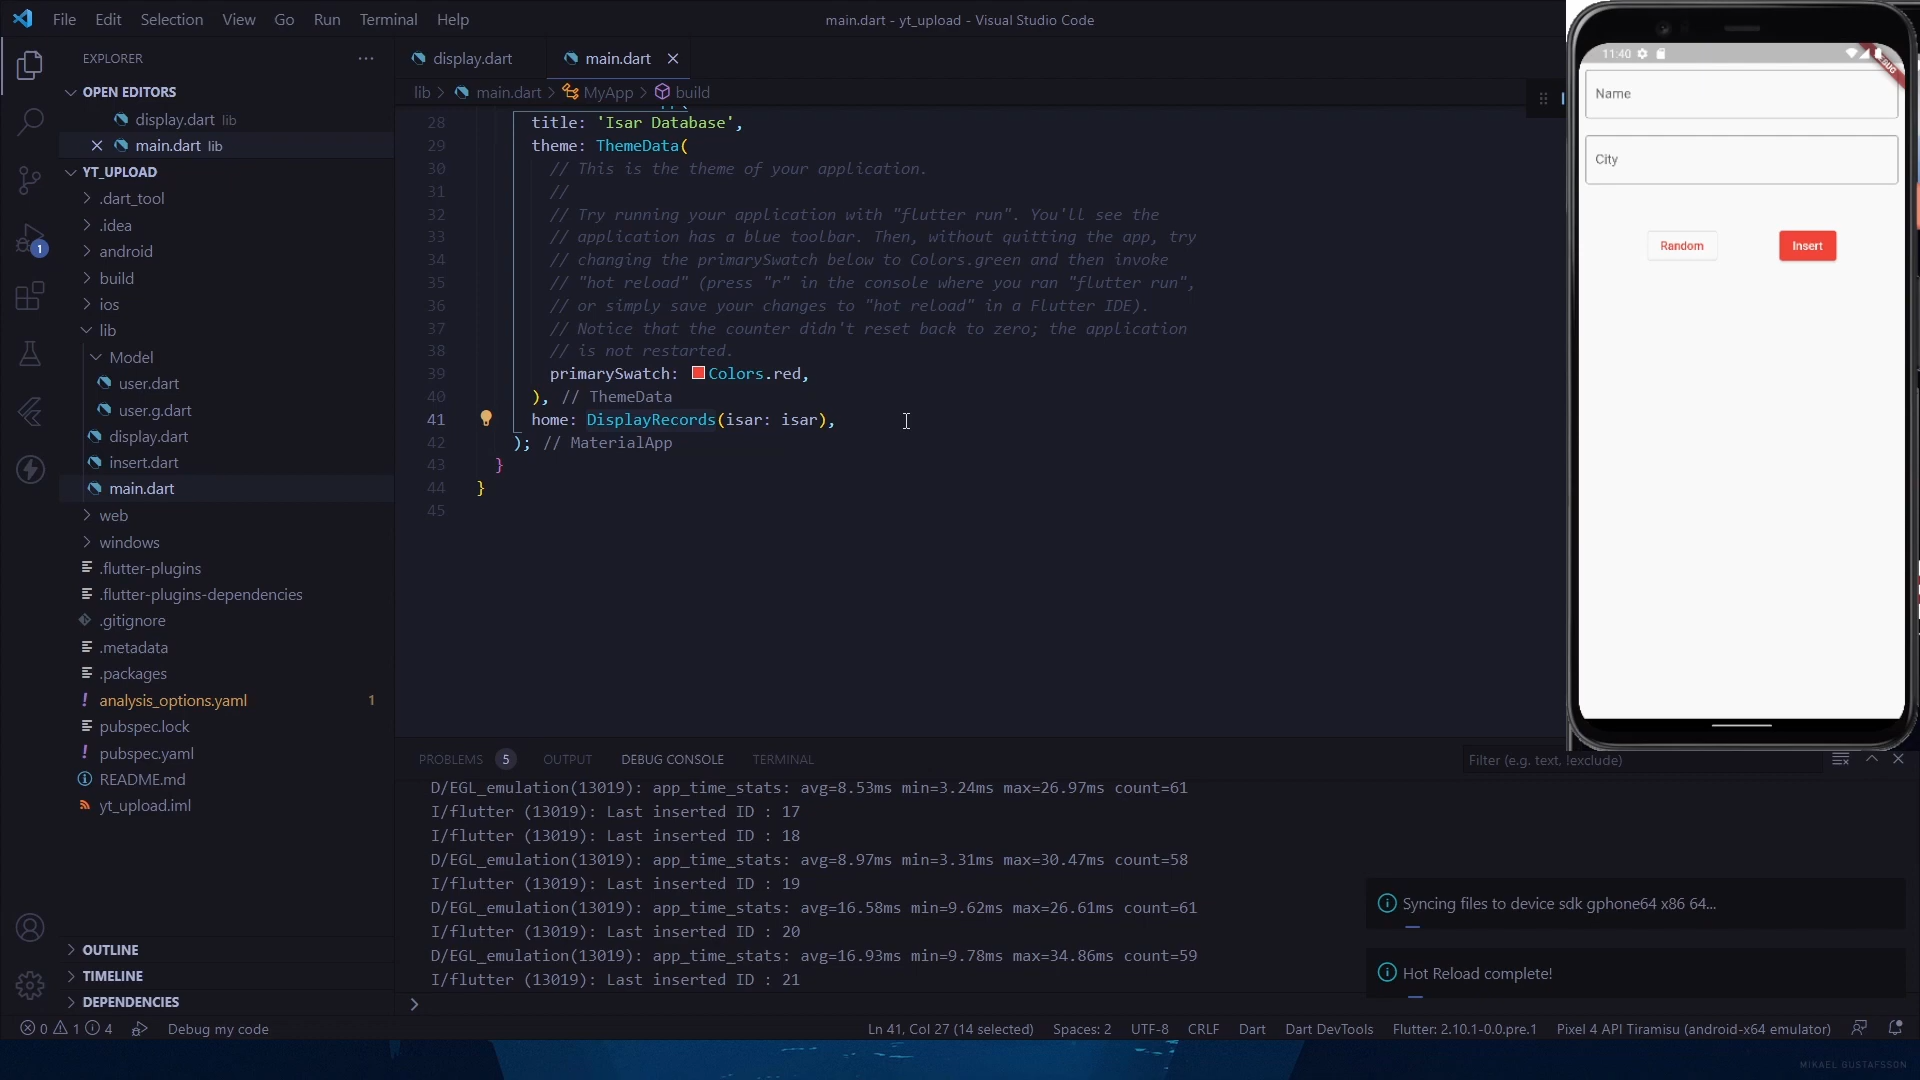 File Edit Selection View Go Run Terminal Help
main.dart - yt_upload - Visual Studio Code
EXPLORER
OPEN EDITORS
display.dart lib
main.dart lib
YT_UPLOAD
.dart_tool
.idea
android
build
ios
lib
Model
user.dart
user.g.dart
display.dart
insert.dart
main.dart
web
windows
.flutter-plugins
.flutter-plugins-dependencies
.gitignore
.metadata
.packages
analysis_options.yaml 1
pubspec.lock
pubspec.yaml
README.md
yt_upload.iml
OUTLINE
TIMELINE
DEPENDENCIES
1
display.dart main.dart
lib > main.dart > MyApp > build
28 title: 'Isar Database',
29 theme: ThemeData(
30 // This is the theme of your application.
31 //
32 // Try running your application with "flutter run". You'll see the
33 // application has a blue toolbar. Then, without quitting the app, try
34 // changing the primarySwatch below to Colors.green and then invoke
35 // "hot reload" (press "r" in the console where you ran "flutter run",
36 // or simply save your changes to "hot reload" in a Flutter IDE).
37 // Notice that the counter didn't reset back to zero; the application
38 // is not restarted.
39 primarySwatch: Colors.red,
40 ), // ThemeData
41 home: DisplayRecords(isar: isar),
42 ); // MaterialApp
43 }
44 }
45
PROBLEMS 5 OUTPUT DEBUG CONSOLE TERMINAL
Filter (e.g. text, !exclude)
D/EGL_emulation(13019): app_time_stats: avg=8.53ms min=3.24ms max=26.97ms count=61
I/flutter (13019): Last inserted ID : 17
I/flutter (13019): Last inserted ID : 18
D/EGL_emulation(13019): app_time_stats: avg=8.97ms min=3.31ms max=30.47ms count=58
I/flutter (13019): Last inserted ID : 19
D/EGL_emulation(13019): app_time_stats: avg=16.58ms min=9.62ms max=26.61ms count=61
I/flutter (13019): Last inserted ID : 20
D/EGL_emulation(13019): app_time_stats: avg=16.93ms min=9.78ms max=34.86ms count=59
I/flutter (13019): Last inserted ID : 21
Syncing files to device sdk gphone64 x86 64...
Hot Reload complete!
11:40
Name
City
Random Insert
0 1 4 Debug my code
Ln 41, Col 27 (14 selected) Spaces: 2 UTF-8 CRLF Dart Dart DevTools Flutter: 2.10.1-0.0.pre.1 Pixel 4 API Tiramisu (android-x64 emulator)
MIKAEL GUSTAFSSON